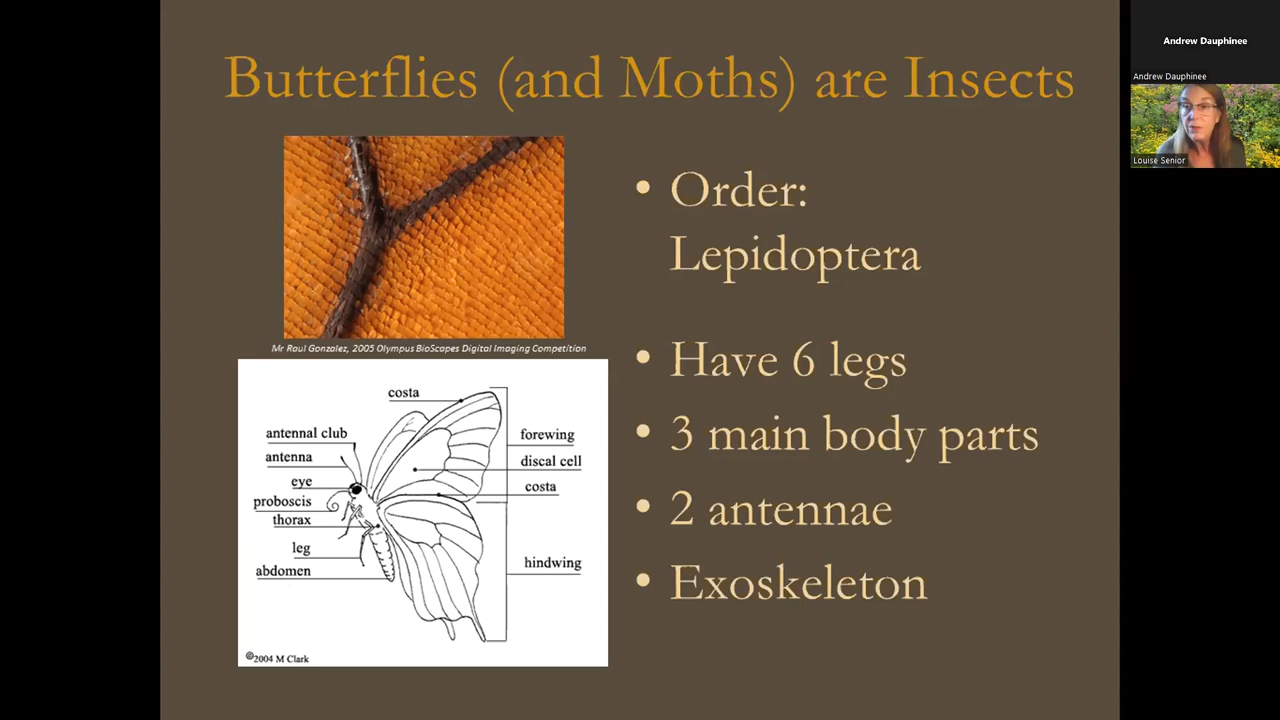 Butterflies (and Moths) are Insects
Mr Raul Gonzalez, 2005 Olympus BioScapes Digital Imaging Competition
costa
antennal club
antenna
eye
proboscis
thorax
leg
abdomen
forewing
discal cell
costa
hindwing
©2004 M Clark
• Order:
Lepidoptera
• Have 6 legs
• 3 main body parts
• 2 antennae
• Exoskeleton
Andrew Dauphinee
Andrew Dauphinee
Louise Senior